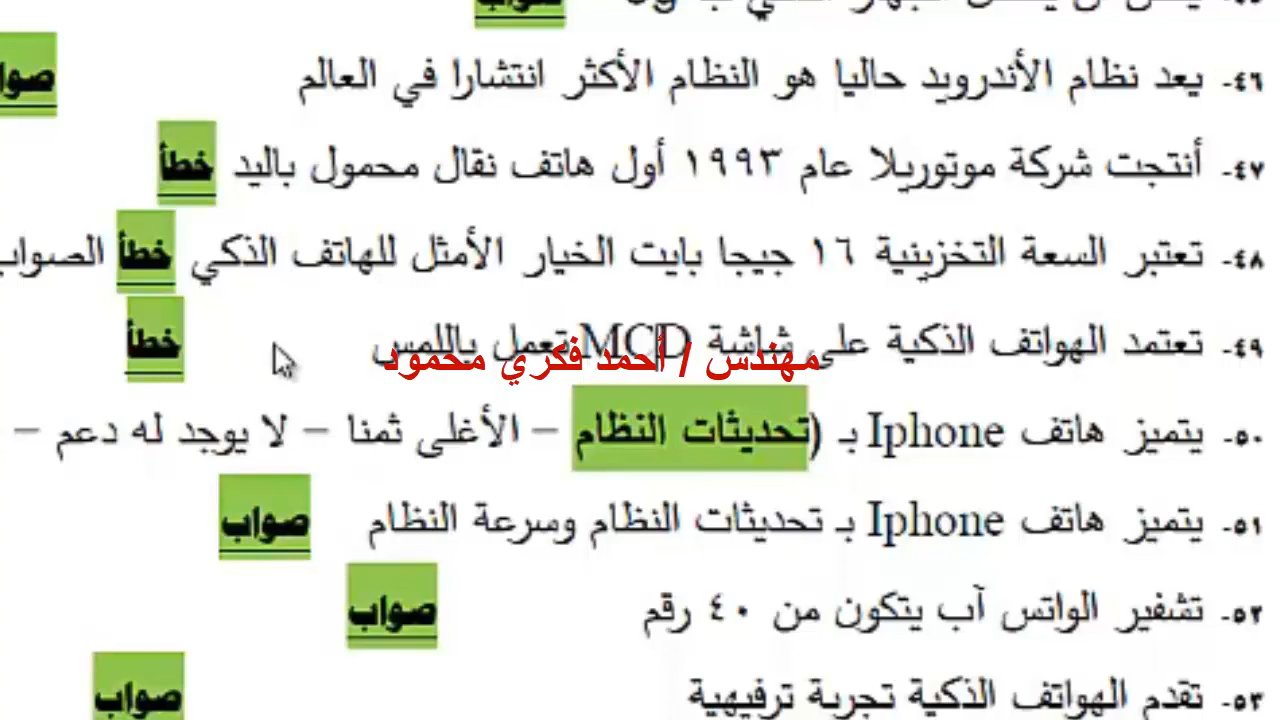 ٤٦- يعد نظام الأندرويد حاليا هو النظام الأكثر انتشارا في العالم
٤٧- أنتجت شركة موتوريلا عام ١٩٩٣ أول هاتف نقال محمول باليد خطأ
٤٨- تعتبر السعة التخزينية ١٦ جيجا بايت الخيار الأمثل للهاتف الذكي خطأ
٤٩- تعتمد الهواتف الذكية على شاشة MCD تعمل باللمس خطأ
مهندس / أحمد فكري محمود
٥٠- يتميز هاتف Iphone بـ (تحديثات النظام – الأغلى ثمنا – لا يوجد له دعم –
٥١- يتميز هاتف Iphone بـ تحديثات النظام وسرعة النظام صواب
٥٢- تشفير الواتس آب يتكون من ٤٠ رقم صواب
٥٣- تقدم الهواتف الذكية تجربة ترفيهية صواب